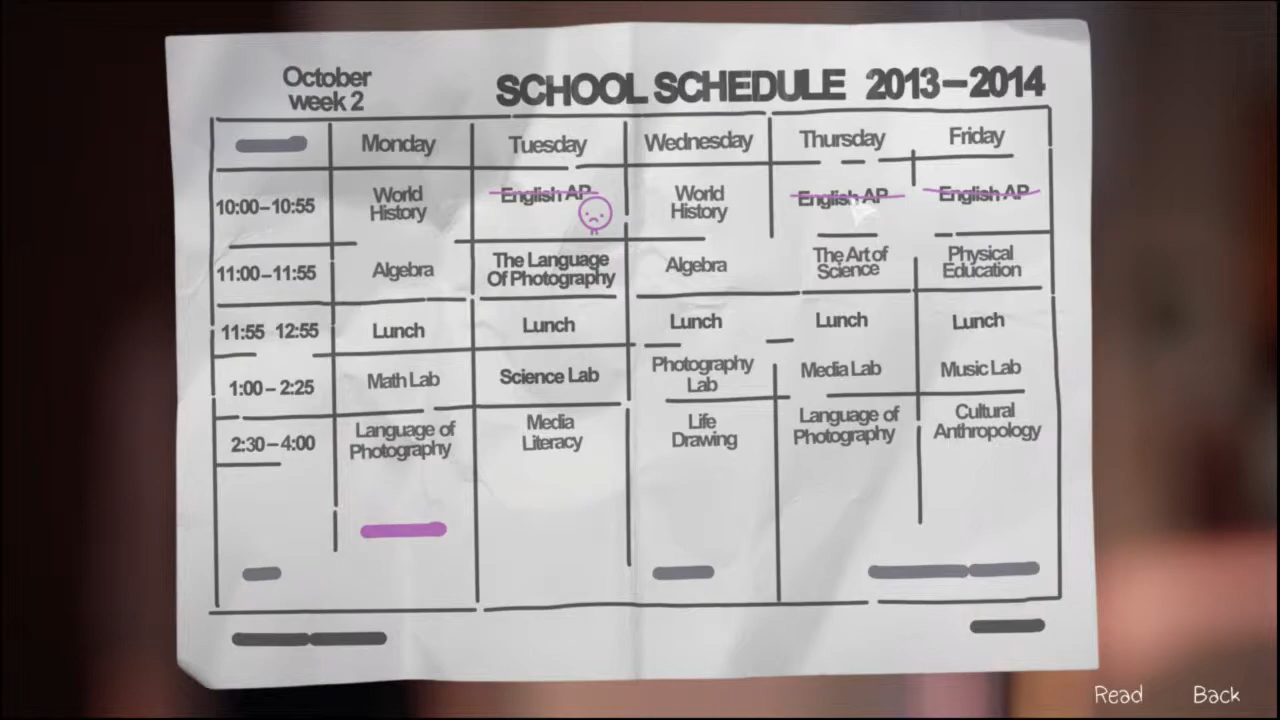 October
week 2
SCHOOL SCHEDULE 2013-2014
Monday Tuesday Wednesday Thursday Friday
10:00-10:55 World History English AP World History English AP English AP
11:00-11:55 Algebra The Language Of Photography Algebra The Art of Science Physical Education
11:55 12:55 Lunch Lunch Lunch Lunch Lunch
1:00-2:25 Math Lab Science Lab Photography Lab Media Lab Music Lab
2:30-4:00 Language of Photography Media Literacy Life Drawing Language of Photography Cultural Anthropology
Read Back